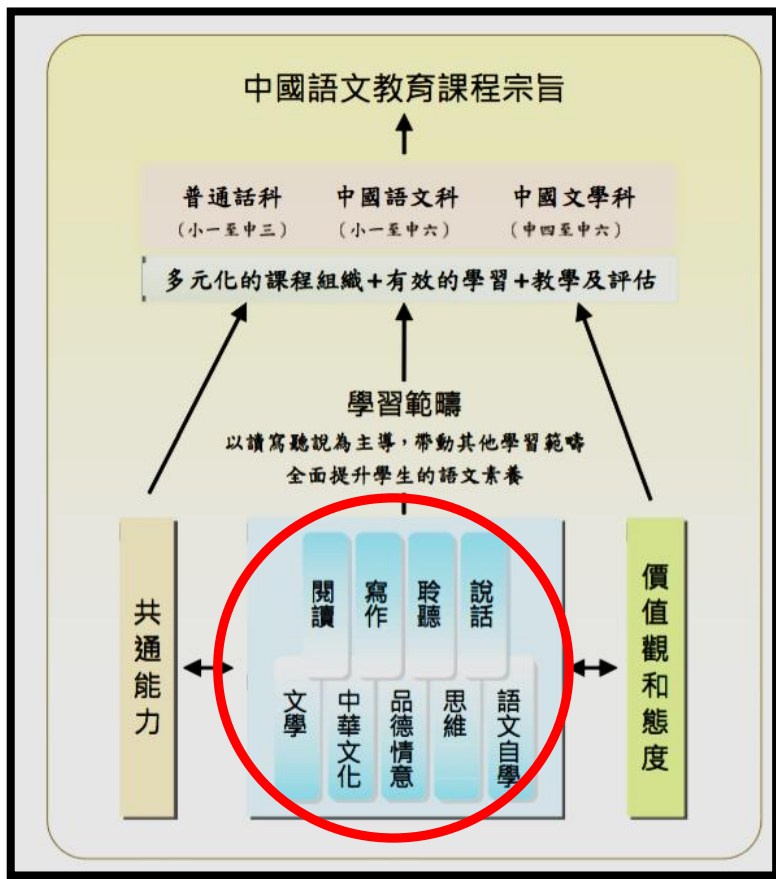 中國語文教育課程宗旨
普通話科 中國語文科 中國文學科
(小一至中三) (小一至中六) (中四至中六)
多元化的課程組織+有效的學習+教學及評估
學習範疇
以讀寫聽說為主導，帶動其他學習範疇
全面提升學生的語文素養
共通能力
閱讀
寫作
聆聽
說話
文學
中華文化
品德情意
思維
語文自學
價值觀和態度